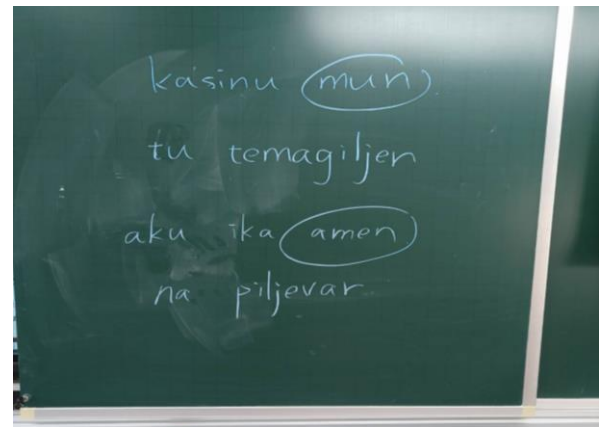 kasinu mun
tu temagiljen
aku ika amen
na piljevar